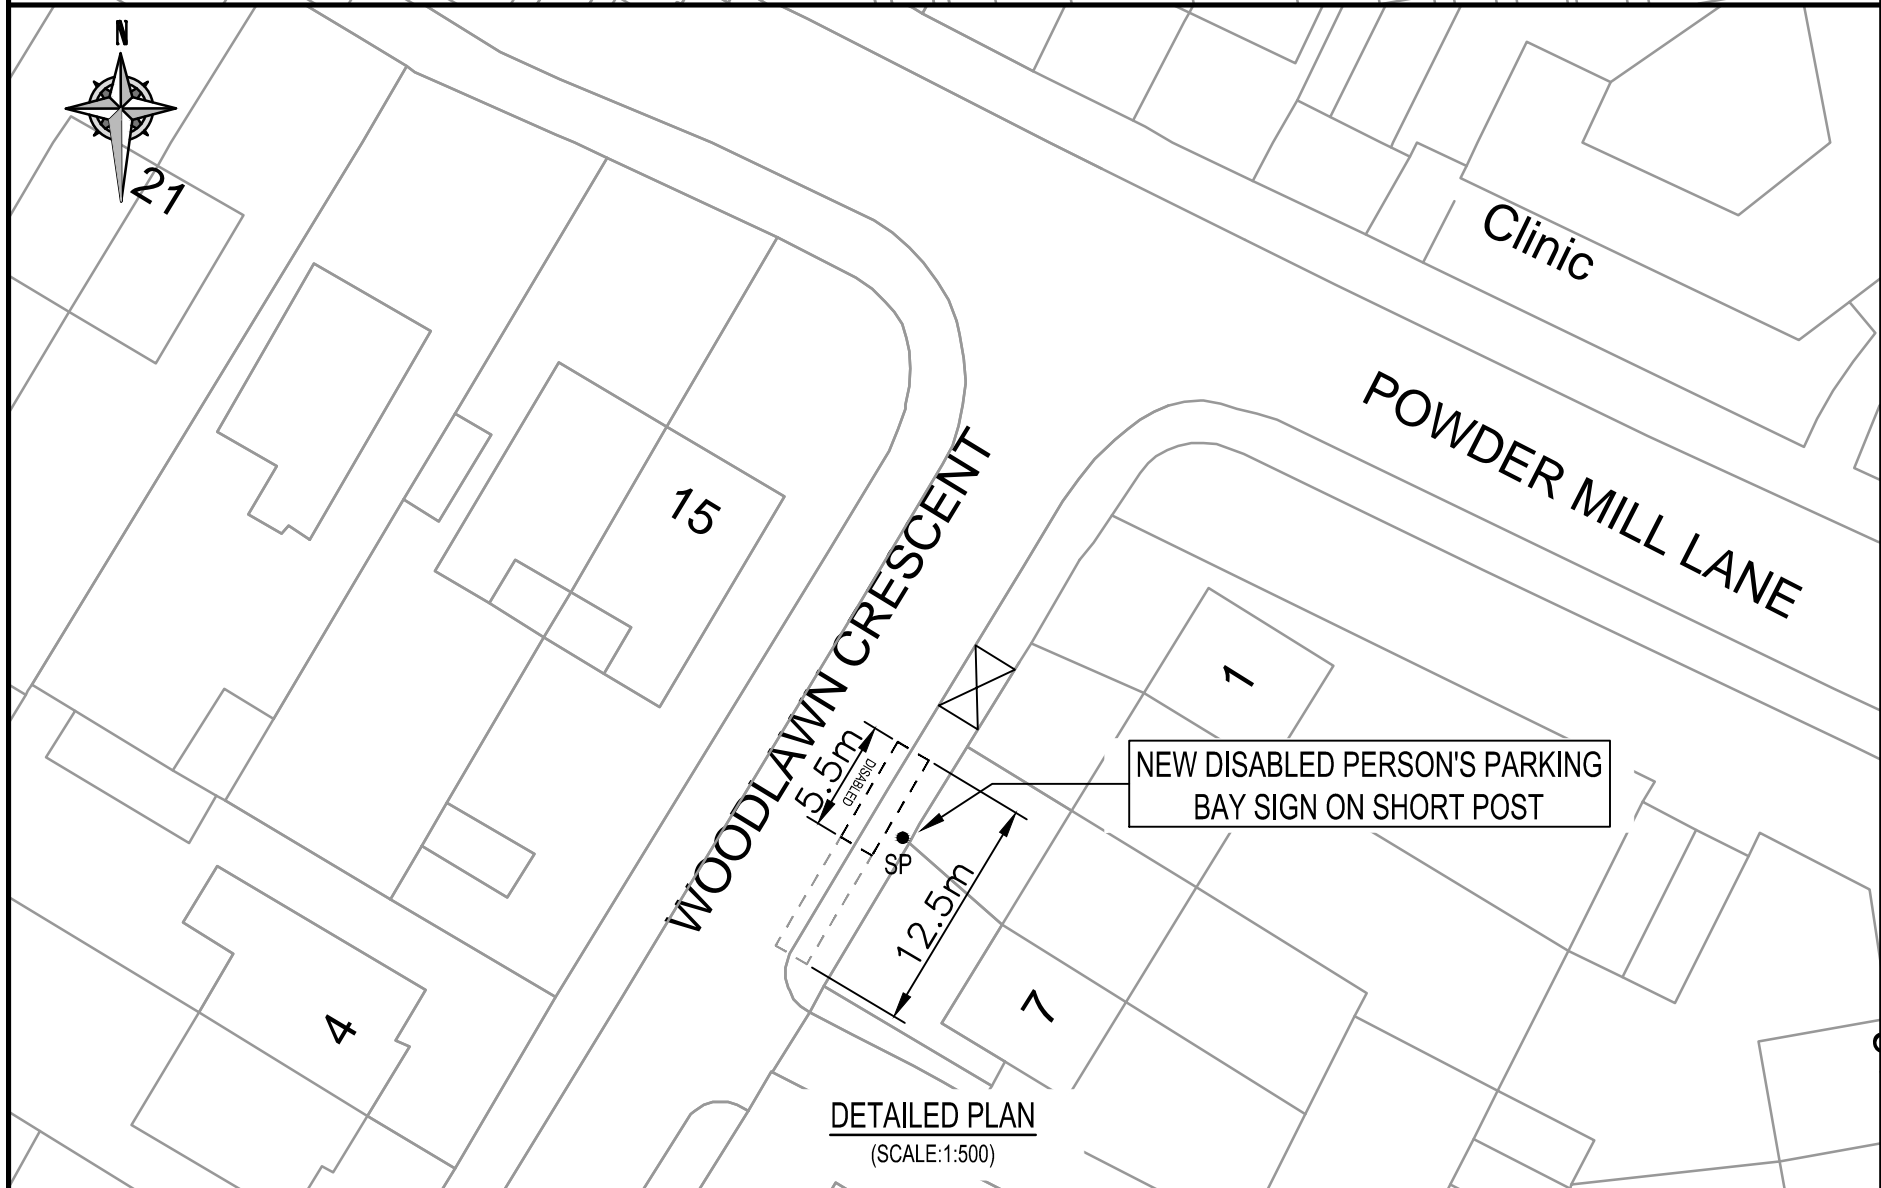 N
21
Clinic
POWDER MILL LANE
15
WOODLAWN CRESCENT
1
5.5m
DISABLED
NEW DISABLED PERSON'S PARKING
BAY SIGN ON SHORT POST
SP
12.5m
7
4
DETAILED PLAN
(SCALE:1:500)